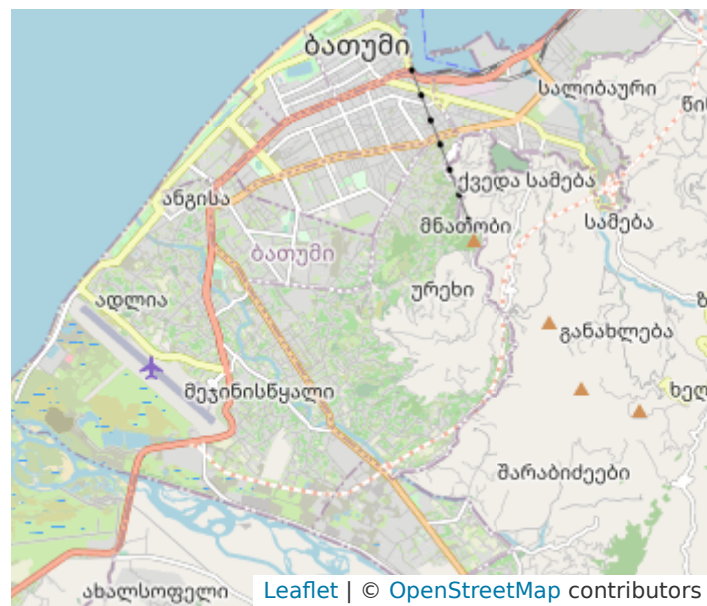 ბათუმი
სალიბაური
ქვედა სამება
ანგისა
მნათობი
სამება
ბათუმი
ადლია
ურეხი
განახლება
მეჯინისწყალი
შარაბიძეები
ახალსოფელი
Leaflet | © OpenStreetMap contributors